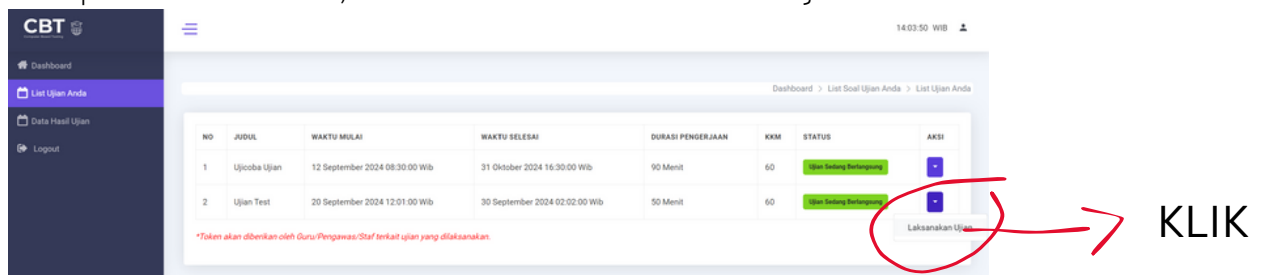 CBT
14:03:50 WIB
Dashboard
List Ujian Anda
Data Hasil Ujian
Logout
Dashboard > List Soal Ujian Anda > List Ujian Anda
NO JUDUL WAKTU MULAI WAKTU SELESAI DURASI PENGERJAAN KKM STATUS AKSI
1 Ujicoba Ujian 12 September 2024 08:30:00 Wib 31 Oktober 2024 16:30:00 Wib 90 Menit 60 Ujian Sedang Berlangsung
2 Ujian Test 20 September 2024 12:01:00 Wib 30 September 2024 02:02:00 Wib 50 Menit 60 Ujian Sedang Berlangsung
Laksanakan Ujian
KLIK
*Token akan diberikan oleh Guru/Pengawas/Staf terkait ujian yang dilaksanakan.